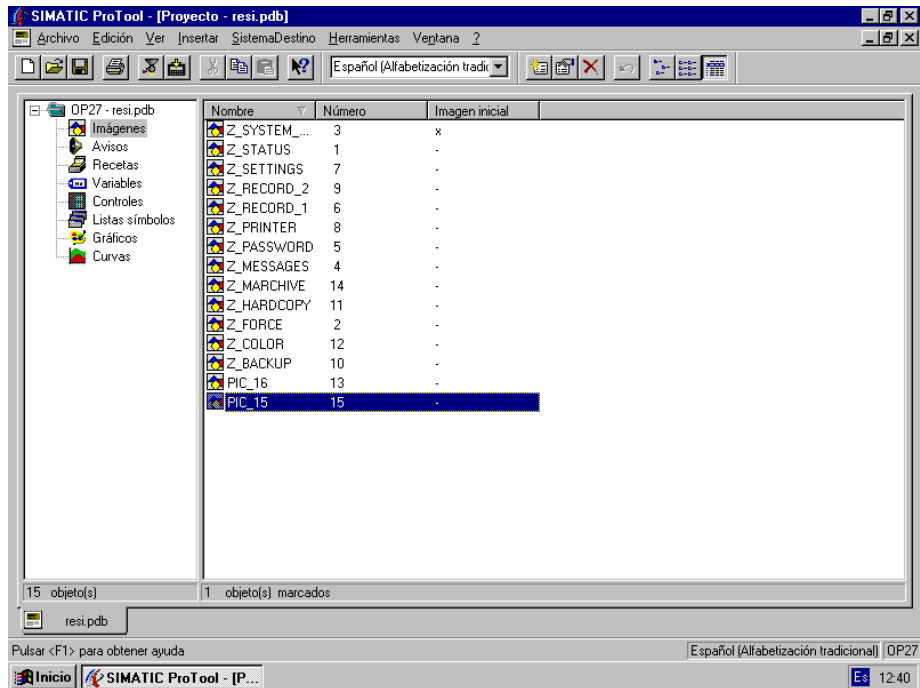 SIMATIC ProTool - [Proyecto - resi.pdb]
Archivo Edición Ver Insertar SistemaDestino Herramientas Ventana ?
Español (Alfabetización tradic
OP27 - resi.pdb
Imágenes
Avisos
Recetas
Variables
Controles
Listas símbolos
Gráficos
Curvas
Nombre Número Imagen inicial
Z_SYSTEM_... 3 x
Z_STATUS 1 -
Z_SETTINGS 7 -
Z_RECORD_2 9 -
Z_RECORD_1 6 -
Z_PRINTER 8 -
Z_PASSWORD 5 -
Z_MESSAGES 4 -
Z_MARCHIVE 14 -
Z_HARDCOPY 11 -
Z_FORCE 2 -
Z_COLOR 12 -
Z_BACKUP 10 -
PIC_16 13 -
PIC_15 15 -
15 objeto(s) 1 objeto(s) marcados
resi.pdb
Pulsar <F1> para obtener ayuda Español (Alfabetización tradicional) OP27
Inicio SIMATIC ProTool - [P... Es 12:40